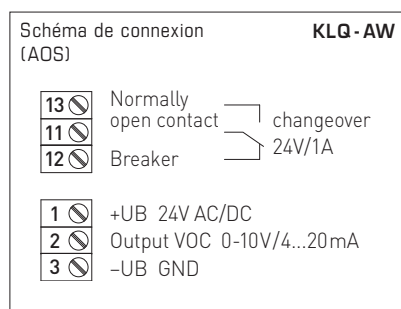 Schéma de connexion KLQ-AW
(AOS)
13 Normally
11 open contact changeover
24V/1A
12 Breaker
1 +UB 24V AC/DC
2 Output VOC 0-10V/4...20mA
3 –UB GND